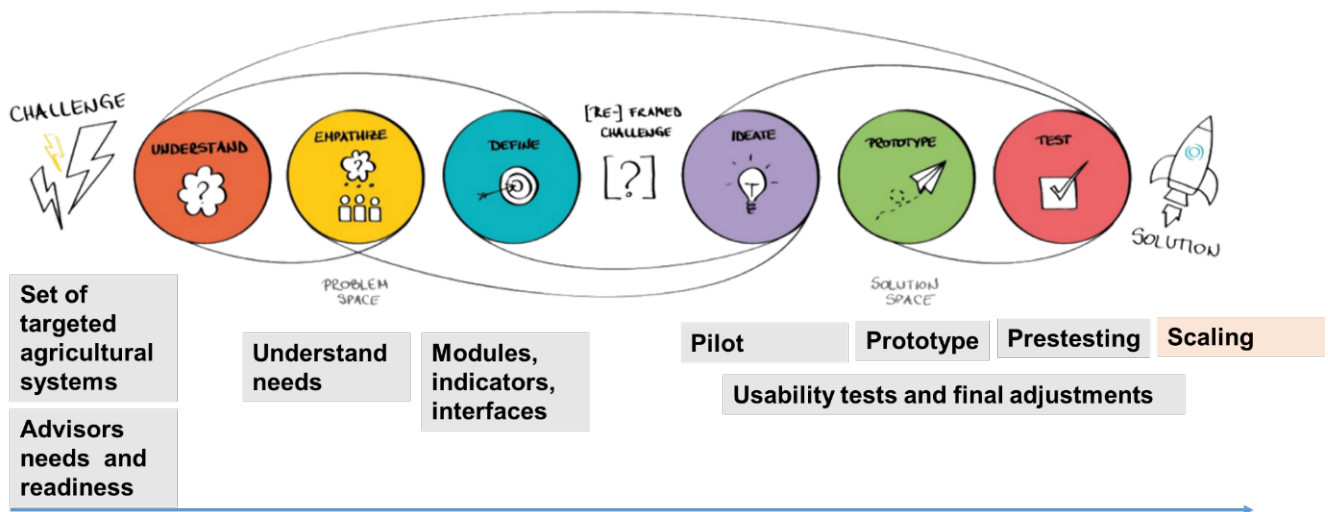 CHALLENGE
UNDERSTAND
?
EMPATHIZE
?
DEFINE
[RE-] FRAMED
CHALLENGE
[?]
IDEATE
PROTOTYPE
TEST
SOLUTION
PROBLEM
SPACE
SOLUTION
SPACE
Set of
targeted
agricultural
systems
Advisors
needs and
readiness
Understand
needs
Modules,
indicators,
interfaces
Pilot
Prototype
Prestesting
Scaling
Usability tests and final adjustments